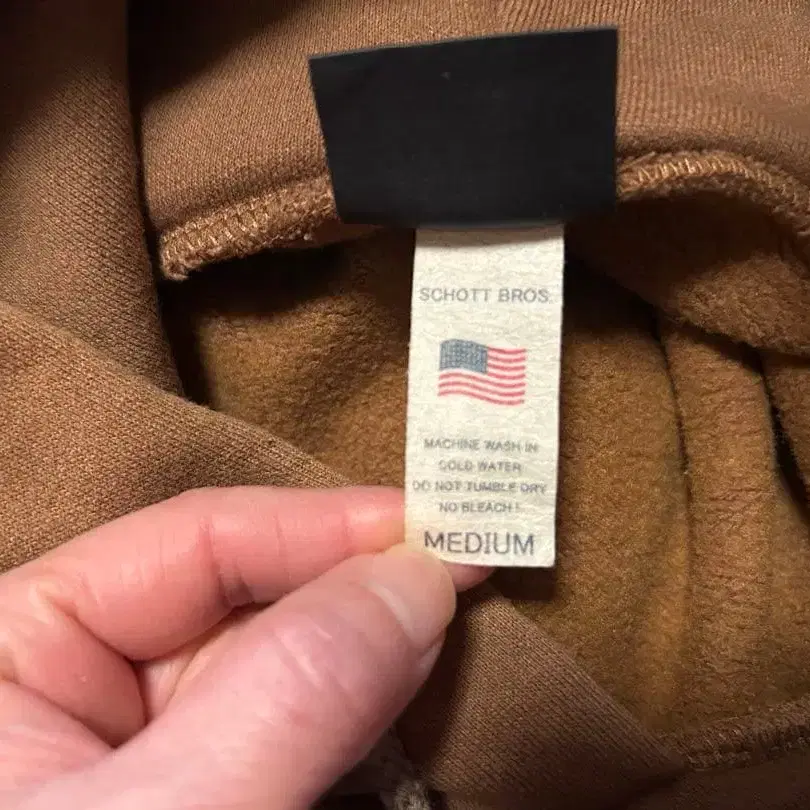 SCHOTT BROS.
MACHINE WASH IN
COLD WATER
DO NOT TUMBLE DRY
NO BLEACH!
MEDIUM